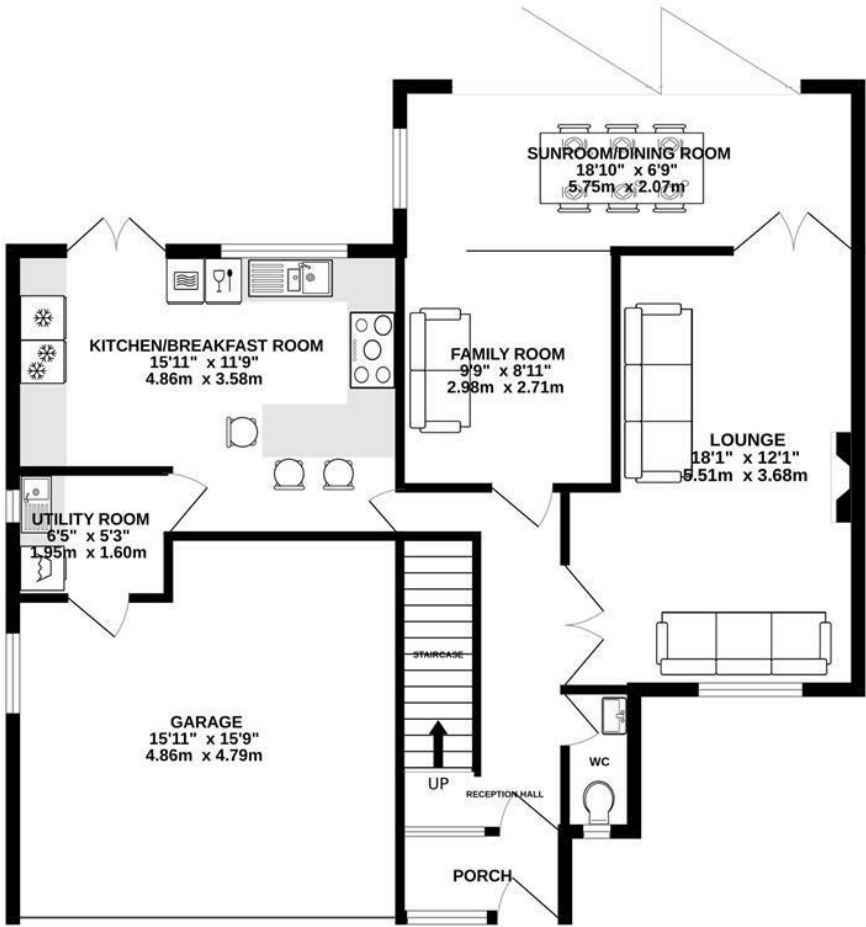 SUNROOM/DINING ROOM
18'10" x 6'9"
5.75m x 2.07m
KITCHEN/BREAKFAST ROOM
15'11" x 11'9"
4.86m x 3.58m
FAMILY ROOM
9'9" x 8'11"
2.98m x 2.71m
LOUNGE
18'1" x 12'1"
5.51m x 3.68m
UTILITY ROOM
6'5" x 5'3"
1.95m x 1.60m
STAIRCASE
GARAGE
15'11" x 15'9"
4.86m x 4.79m
WC
UP
RECEPTION HALL
PORCH